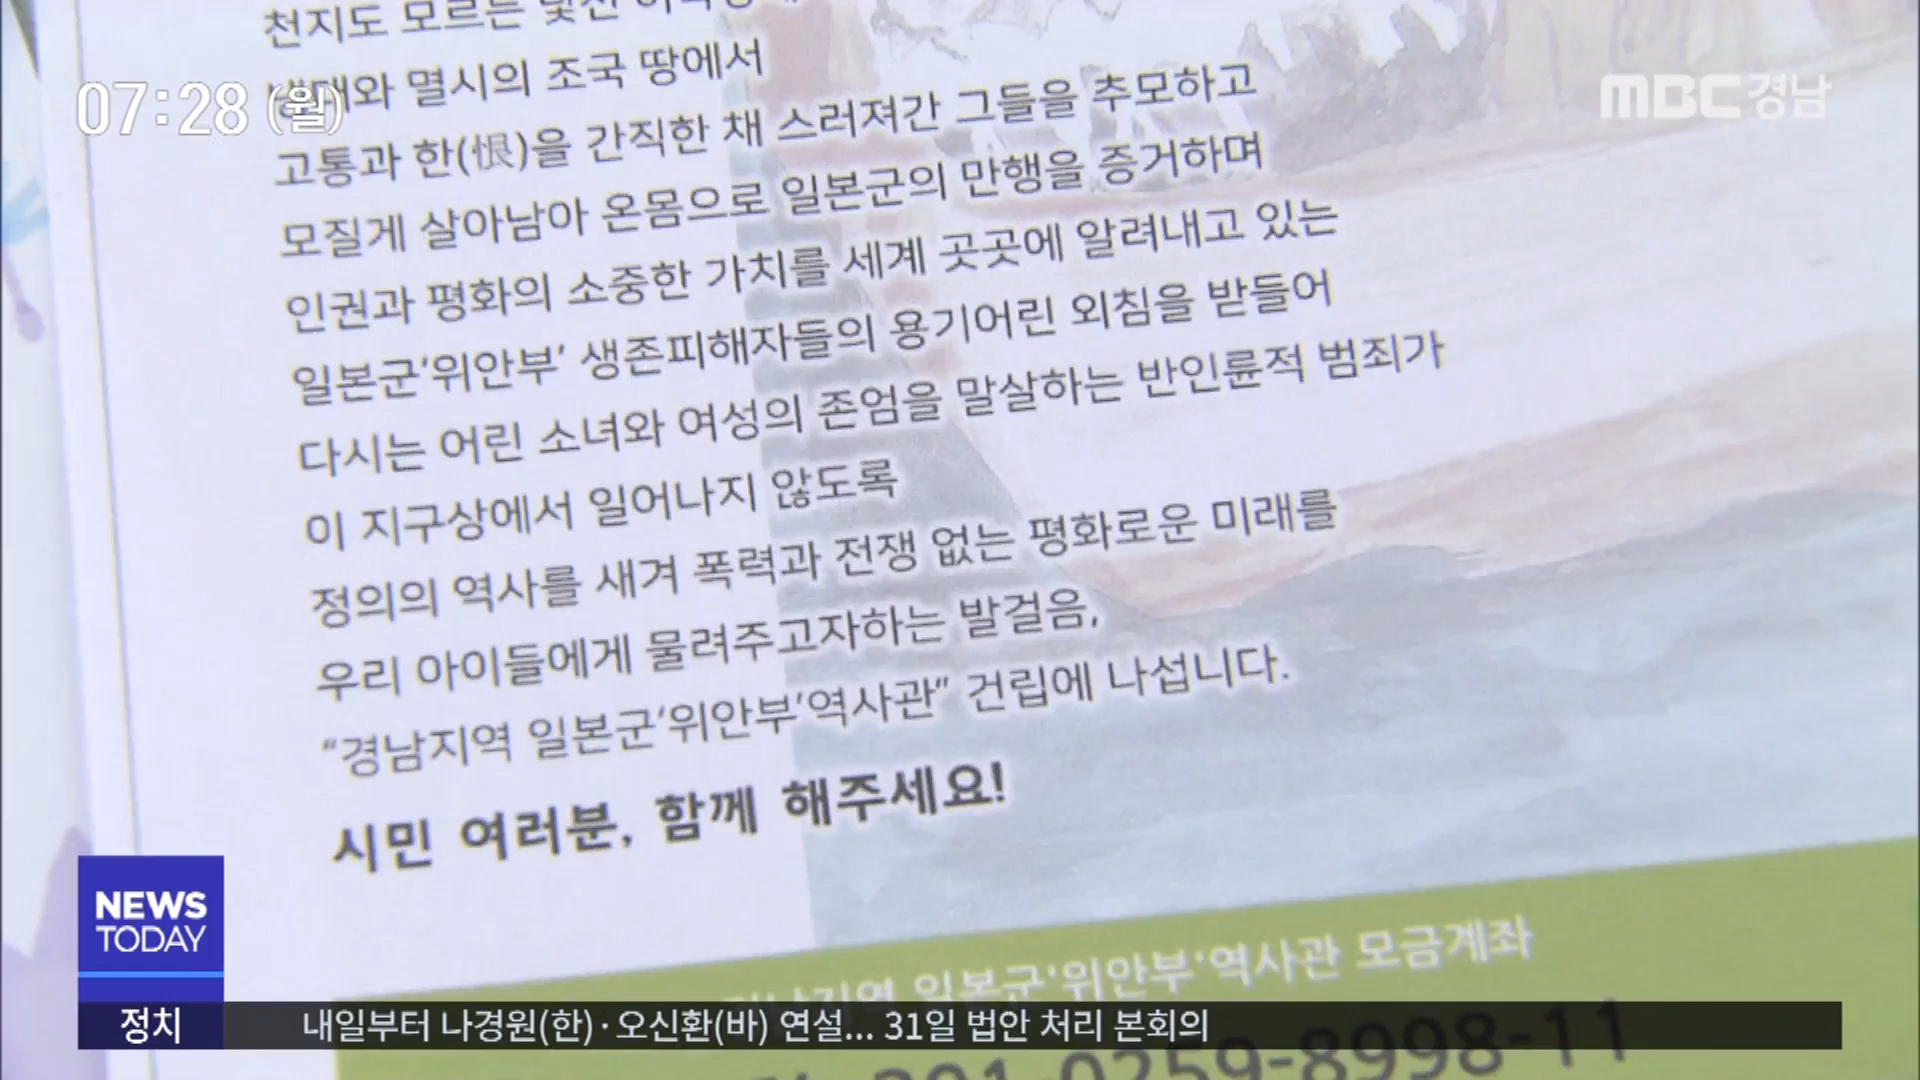 천지도 모르는
07:28 (월)
MBC경남
멸시의 조국 땅에서
고통과 한(恨)을 간직한 채 스러져간 그들을 추모하고
모질게 살아남아 온몸으로 일본군의 만행을 증거하며
인권과 평화의 소중한 가치를 세계 곳곳에 알려내고 있는
일본군'위안부' 생존피해자들의 용기어린 외침을 받들어
다시는 어린 소녀와 여성의 존엄을 말살하는 반인륜적 범죄가
이 지구상에서 일어나지 않도록
정의의 역사를 새겨 폭력과 전쟁 없는 평화로운 미래를
우리 아이들에게 물려주고자하는 발걸음,
“경남지역 일본군'위안부'역사관” 건립에 나섭니다.
시민 여러분, 함께 해주세요!
일본군'위안부'역사관 모금계좌
NEWS
TODAY
정치
내일부터 나경원(한)·오신환(바) 연설... 31일 법안 처리 본회의